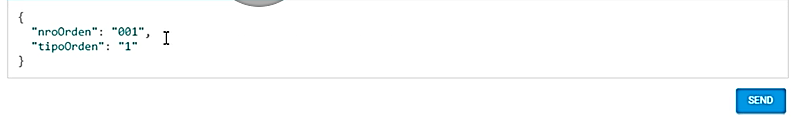 {
"nroOrden": "001",
"tipoOrden": "1"
}
SEND